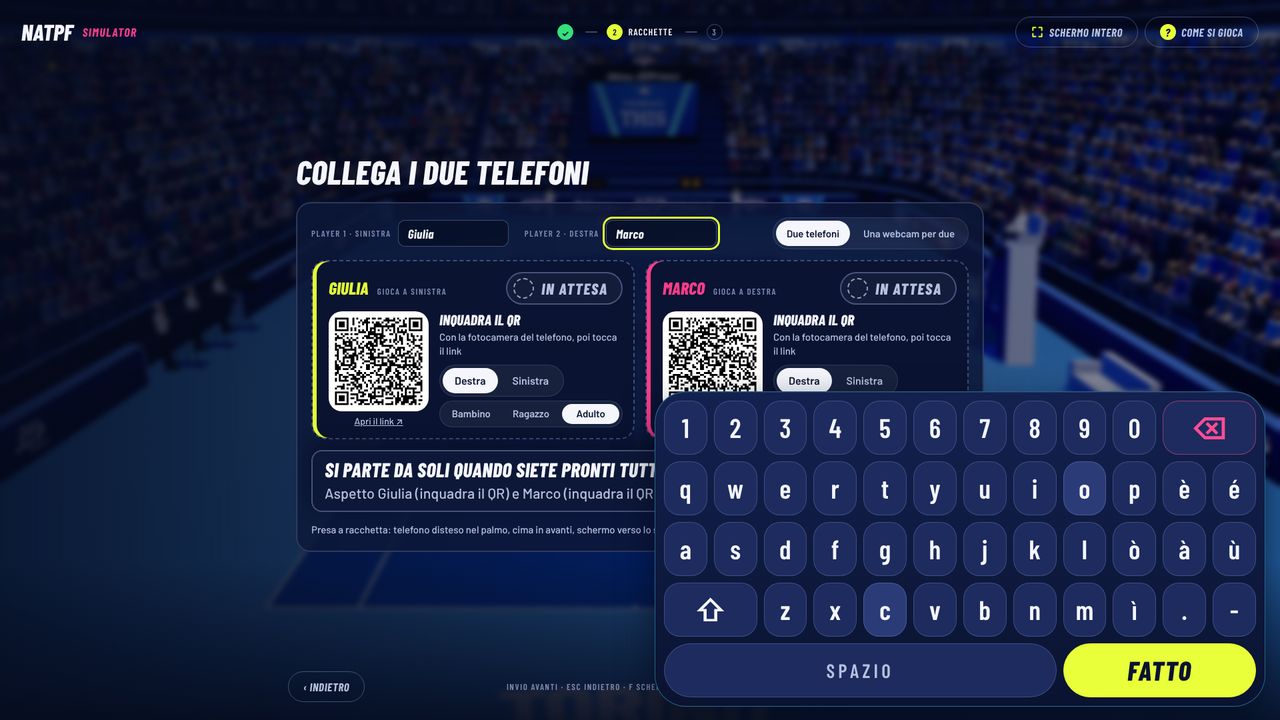 NATPF SIMULATOR
2 RACCHETTE
3
SCHERMO INTERO
? COME SI GIOCA
COLLEGA I DUE TELEFONI
PLAYER 1 · SINISTRA
Giulia
PLAYER 2 · DESTRA
Marco
Due telefoni
Una webcam per due
GIULIA GIOCA A SINISTRA
IN ATTESA
INQUADRA IL QR
Con la fotocamera del telefono, poi tocca
il link
Destra
Sinistra
Apri il link ↗
Bambino
Ragazzo
Adulto
MARCO GIOCA A DESTRA
IN ATTESA
INQUADRA IL QR
Con la fotocamera del telefono, poi tocca
il link
Destra
Sinistra
SI PARTE DA SOLI QUANDO SIETE PRONTI TUTT
Aspetto Giulia (inquadra il QR) e Marco (inquadra il QR
Presa a racchetta: telefono disteso nel palmo, cima in avanti, schermo verso lo
‹ INDIETRO
INVIO AVANTI · ESC INDIETRO · F SCHE
1 2 3 4 5 6 7 8 9 0
q w e r t y u i o p è é
a s d f g h j k l ò à ù
z x c v b n m ì . -
SPAZIO
FATTO